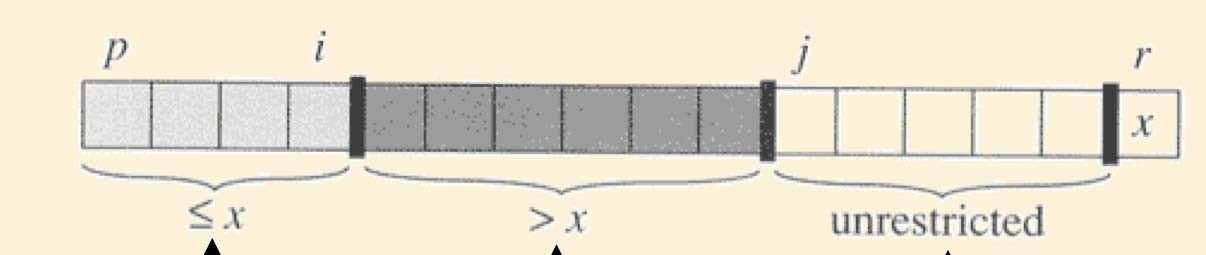 p i j r
x
≤ x > x unrestricted